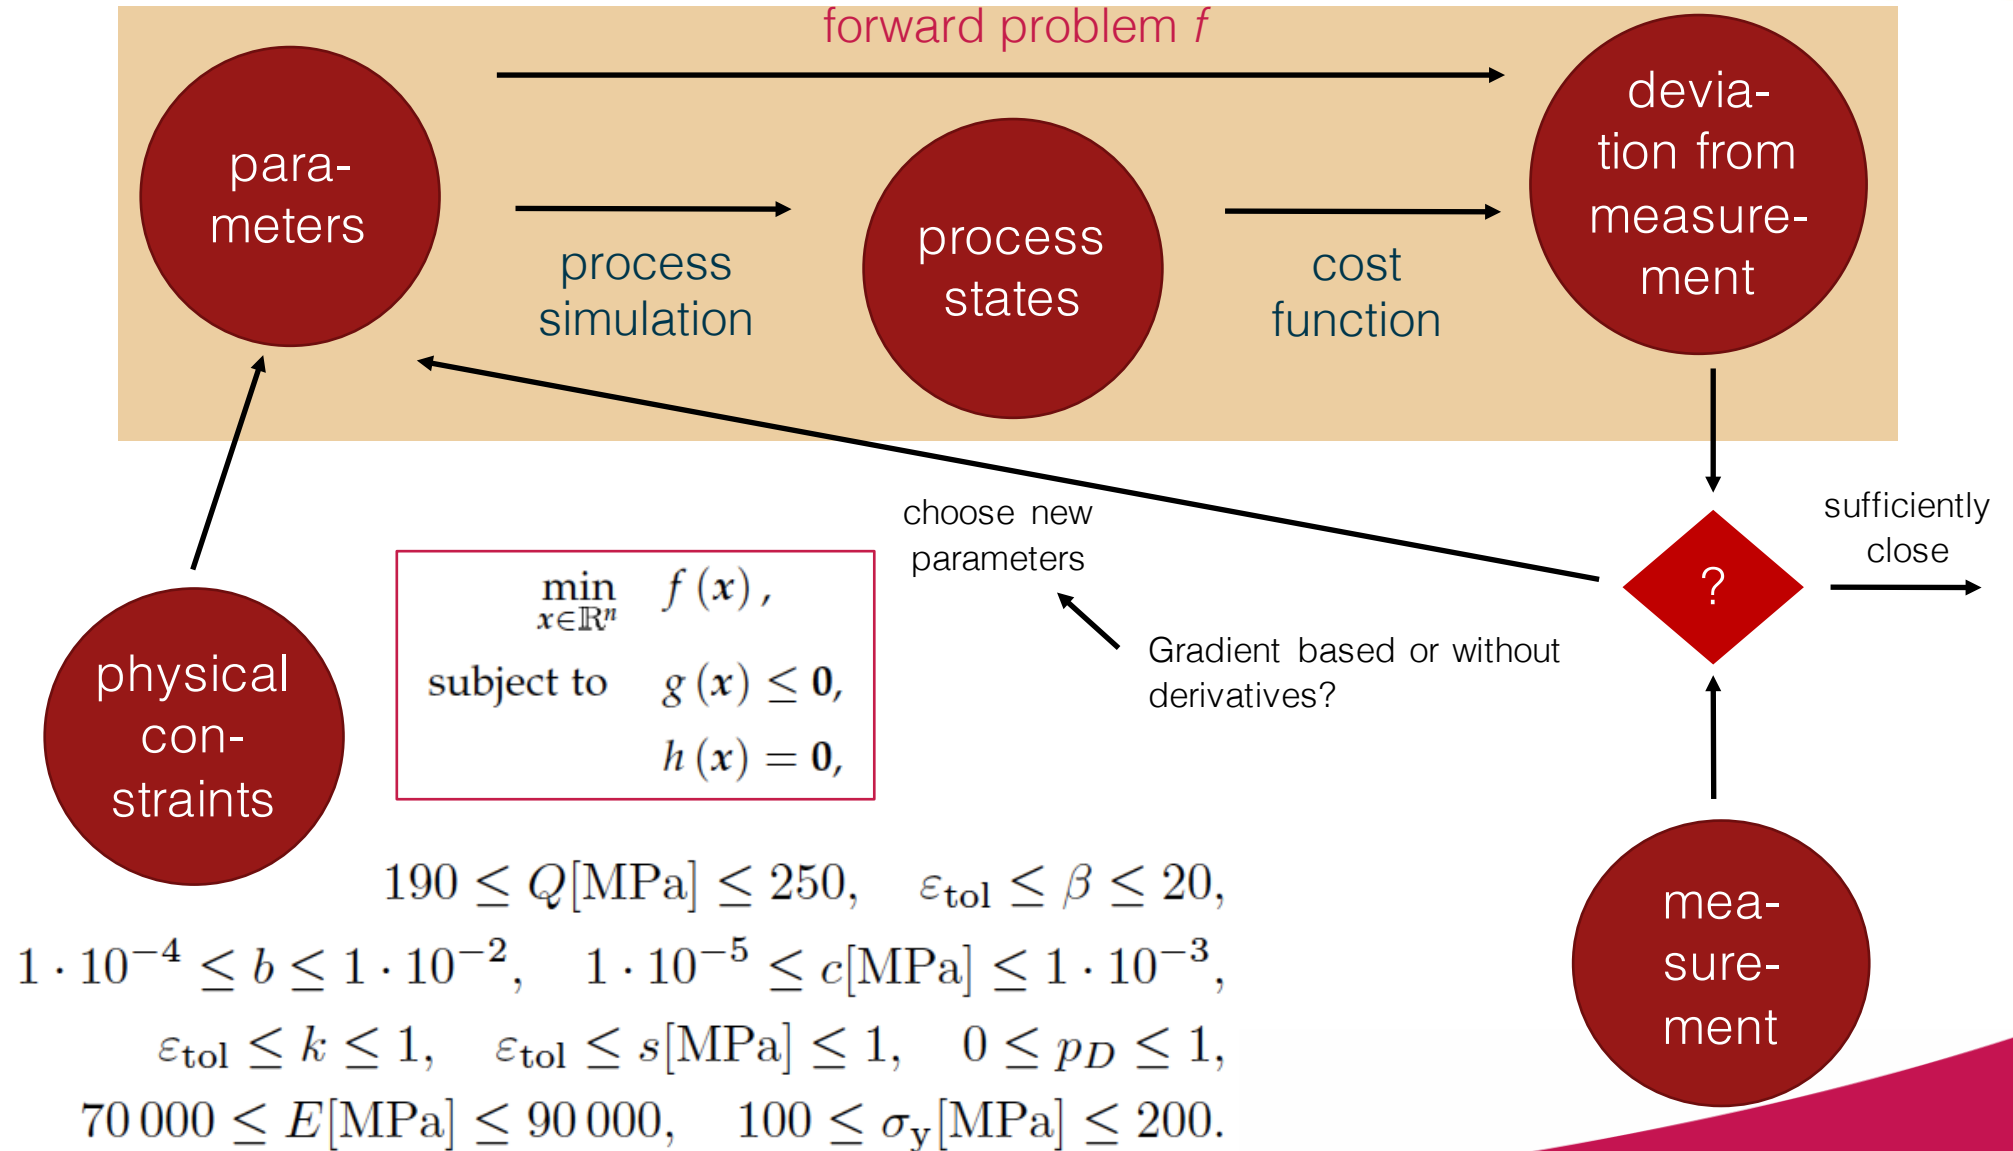 forward problem f
para-
meters
process
simulation
process
states
cost
function
devia-
tion from
measure-
ment
choose new
parameters
Gradient based or without
derivatives?
?
sufficiently
close
physical
con-
straints
min f (x),
x∈ℝⁿ
subject to g (x) ≤ 0,
h (x) = 0,
mea-
sure-
ment
190 ≤ Q[MPa] ≤ 250, ε_tol ≤ β ≤ 20,
1 · 10⁻⁴ ≤ b ≤ 1 · 10⁻², 1 · 10⁻⁵ ≤ c[MPa] ≤ 1 · 10⁻³,
ε_tol ≤ k ≤ 1, ε_tol ≤ s[MPa] ≤ 1, 0 ≤ p_D ≤ 1,
70 000 ≤ E[MPa] ≤ 90 000, 100 ≤ σ_y[MPa] ≤ 200.